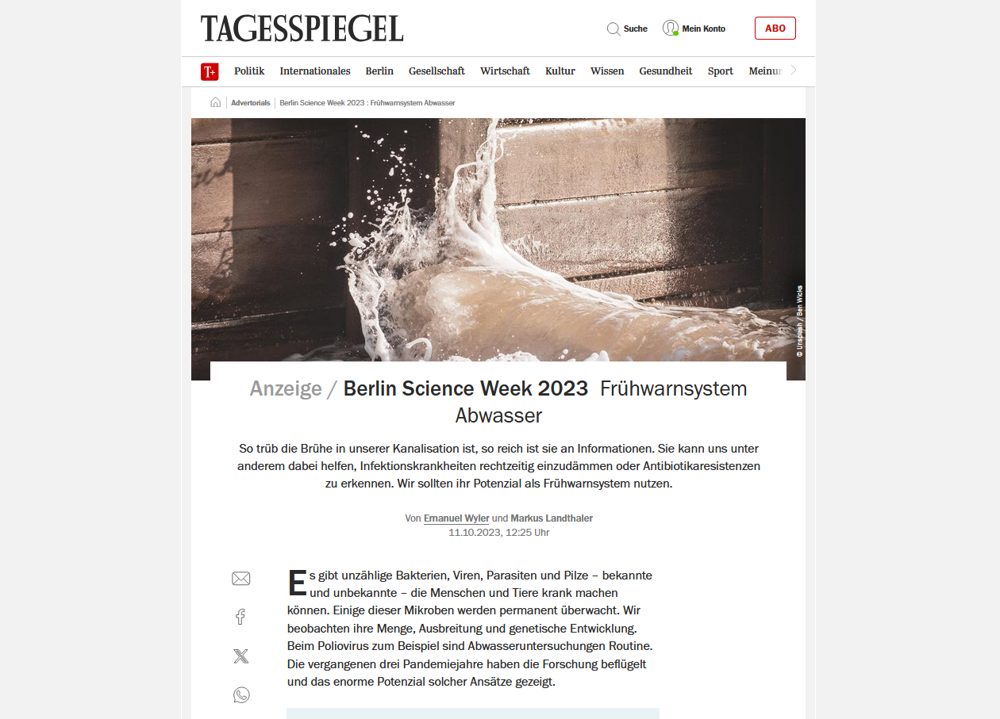 TAGESSPIEGEL
Suche
Mein Konto
ABO
T+
Politik Internationales Berlin Gesellschaft Wirtschaft Kultur Wissen Gesundheit Sport Meinun
Advertorials Berlin Science Week 2023 : Frühwarnsystem Abwasser
© Unsplash / Ben Wicks
Anzeige / Berlin Science Week 2023 Frühwarnsystem
Abwasser
So trüb die Brühe in unserer Kanalisation ist, so reich ist sie an Informationen. Sie kann uns unter
anderem dabei helfen, Infektionskrankheiten rechtzeitig einzudämmen oder Antibiotikaresistenzen
zu erkennen. Wir sollten ihr Potenzial als Frühwarnsystem nutzen.
Von Emanuel Wyler und Markus Landthaler
11.10.2023, 12:25 Uhr
Es gibt unzählige Bakterien, Viren, Parasiten und Pilze – bekannte
und unbekannte – die Menschen und Tiere krank machen
können. Einige dieser Mikroben werden permanent überwacht. Wir
beobachten ihre Menge, Ausbreitung und genetische Entwicklung.
Beim Poliovirus zum Beispiel sind Abwasseruntersuchungen Routine.
Die vergangenen drei Pandemiejahre haben die Forschung beflügelt
und das enorme Potenzial solcher Ansätze gezeigt.